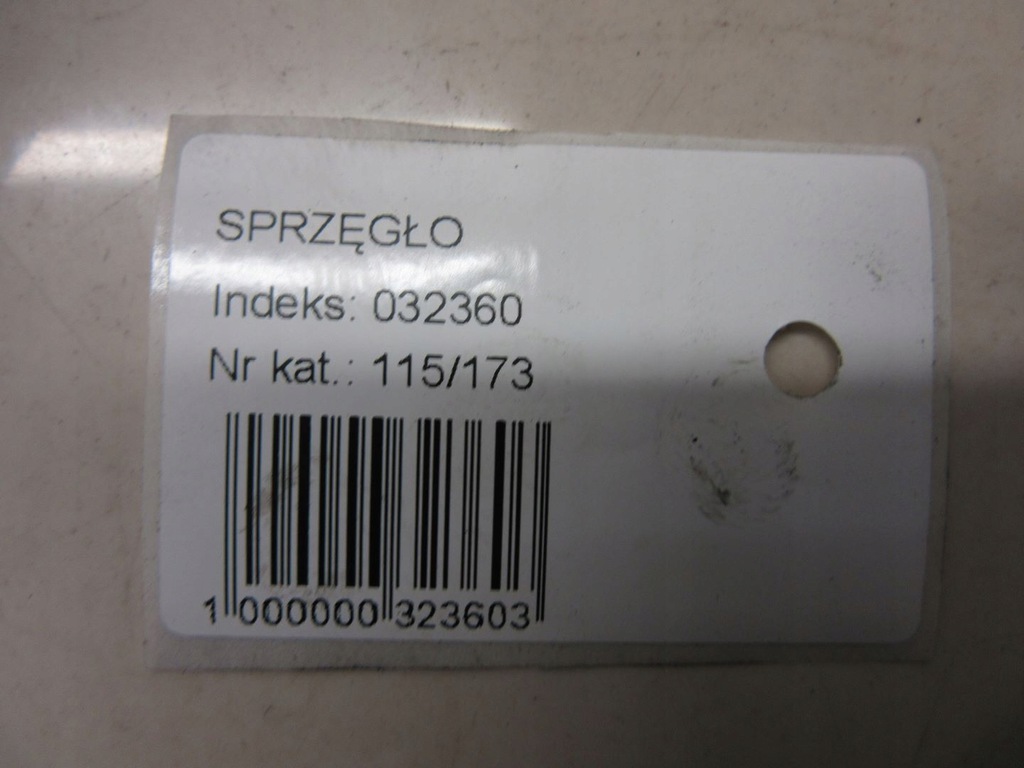 SPRZĘGŁO
Indeks: 032360
Nr kat.: 115/173
1 000000 323603